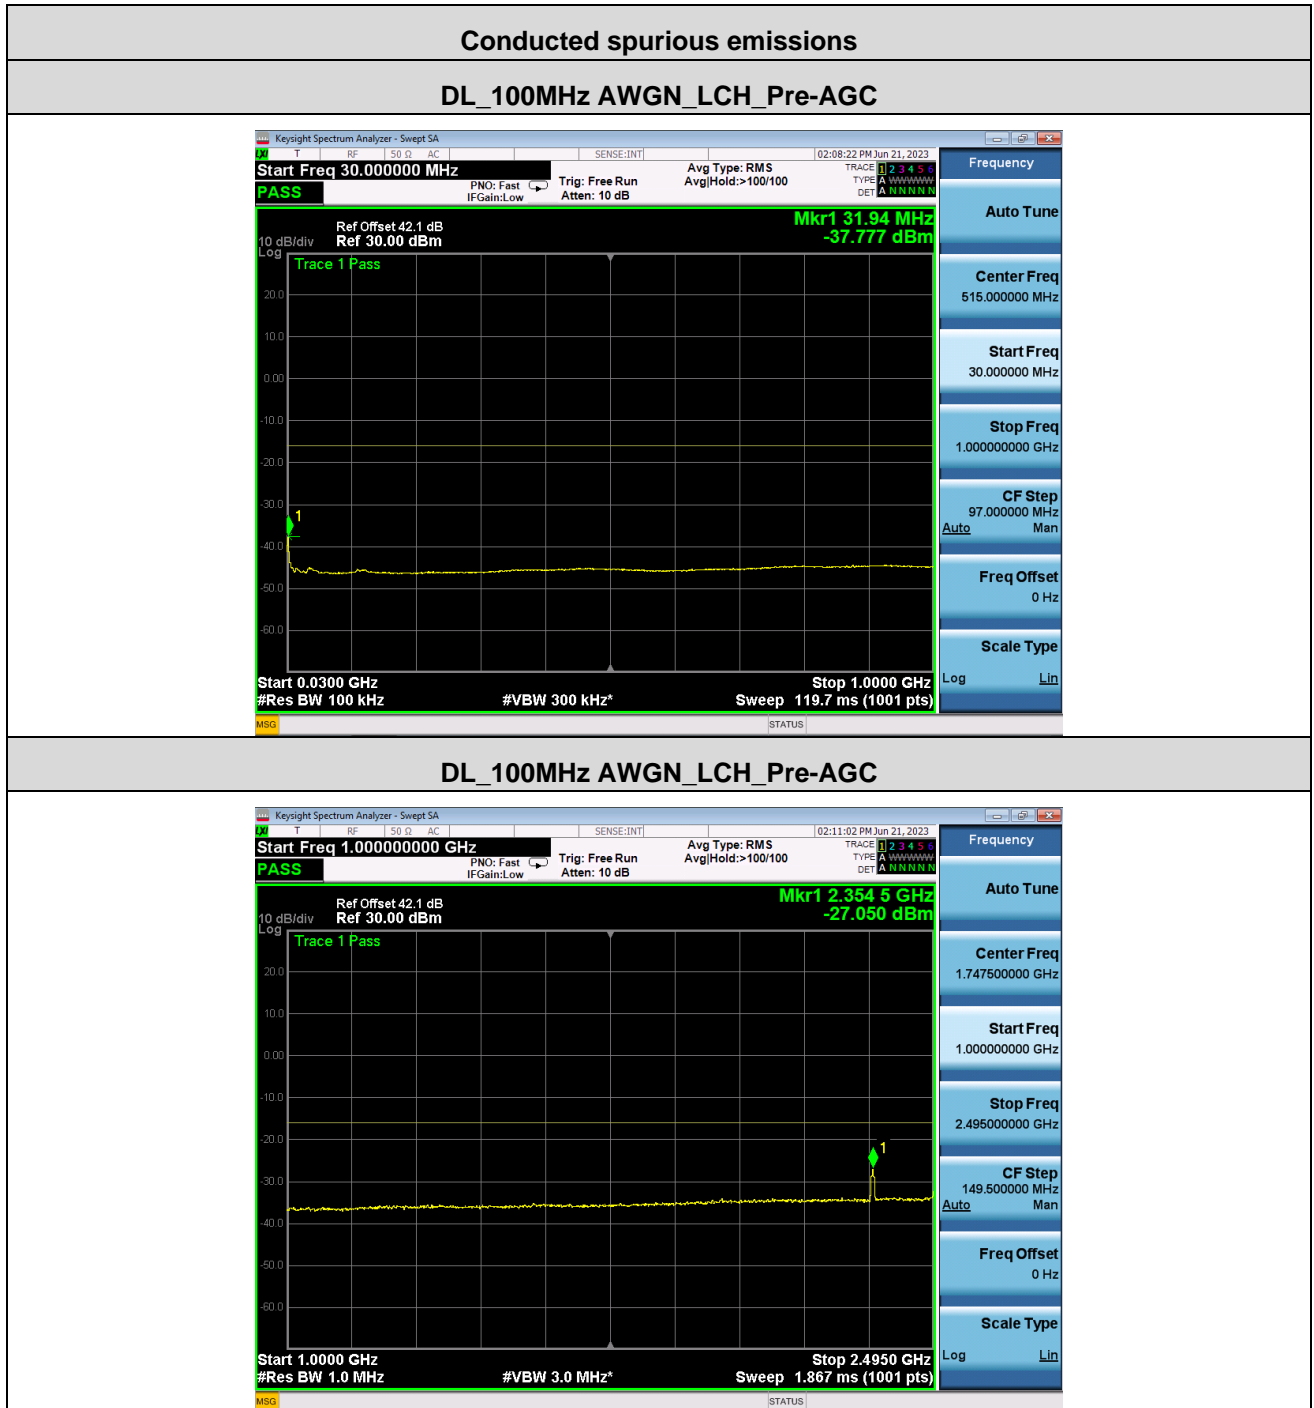 Conducted spurious emissions
DL_100MHz AWGN_LCH_Pre-AGC
Keysight Spectrum Analyzer - Swept SA
LXI T RF 50 Ω AC SENSE:INT 02:08:22 PM Jun 21, 2023
Start Freq 30.000000 MHz
PASS
PNO: Fast
IFGain:Low
Trig: Free Run
Atten: 10 dB
Avg Type: RMS
Avg|Hold:>100/100
TRACE 1 2 3 4 5 6
TYPE A WWWWW
DET A N N N N N
Mkr1 31.94 MHz
-37.777 dBm
Ref Offset 42.1 dB
10 dB/div Ref 30.00 dBm
Log
Trace 1 Pass
20.0
10.0
0.00
-10.0
-20.0
-30.0
1
-40.0
-50.0
-60.0
Start 0.0300 GHz Stop 1.0000 GHz
#Res BW 100 kHz #VBW 300 kHz* Sweep 119.7 ms (1001 pts)
MSG STATUS
Frequency
Auto Tune
Center Freq
515.000000 MHz
Start Freq
30.000000 MHz
Stop Freq
1.000000000 GHz
CF Step
97.000000 MHz
Auto Man
Freq Offset
0 Hz
Scale Type
Log Lin
DL_100MHz AWGN_LCH_Pre-AGC
Keysight Spectrum Analyzer - Swept SA
LXI T RF 50 Ω AC SENSE:INT 02:11:02 PM Jun 21, 2023
Start Freq 1.000000000 GHz
PASS
PNO: Fast
IFGain:Low
Trig: Free Run
Atten: 10 dB
Avg Type: RMS
Avg|Hold:>100/100
TRACE 1 2 3 4 5 6
TYPE A WWWWW
DET A N N N N N
Mkr1 2.354 5 GHz
-27.050 dBm
Ref Offset 42.1 dB
10 dB/div Ref 30.00 dBm
Log
Trace 1 Pass
20.0
10.0
0.00
-10.0
-20.0
1
-30.0
-40.0
-50.0
-60.0
Start 1.0000 GHz Stop 2.4950 GHz
#Res BW 1.0 MHz #VBW 3.0 MHz* Sweep 1.867 ms (1001 pts)
MSG STATUS
Frequency
Auto Tune
Center Freq
1.747500000 GHz
Start Freq
1.000000000 GHz
Stop Freq
2.495000000 GHz
CF Step
149.500000 MHz
Auto Man
Freq Offset
0 Hz
Scale Type
Log Lin